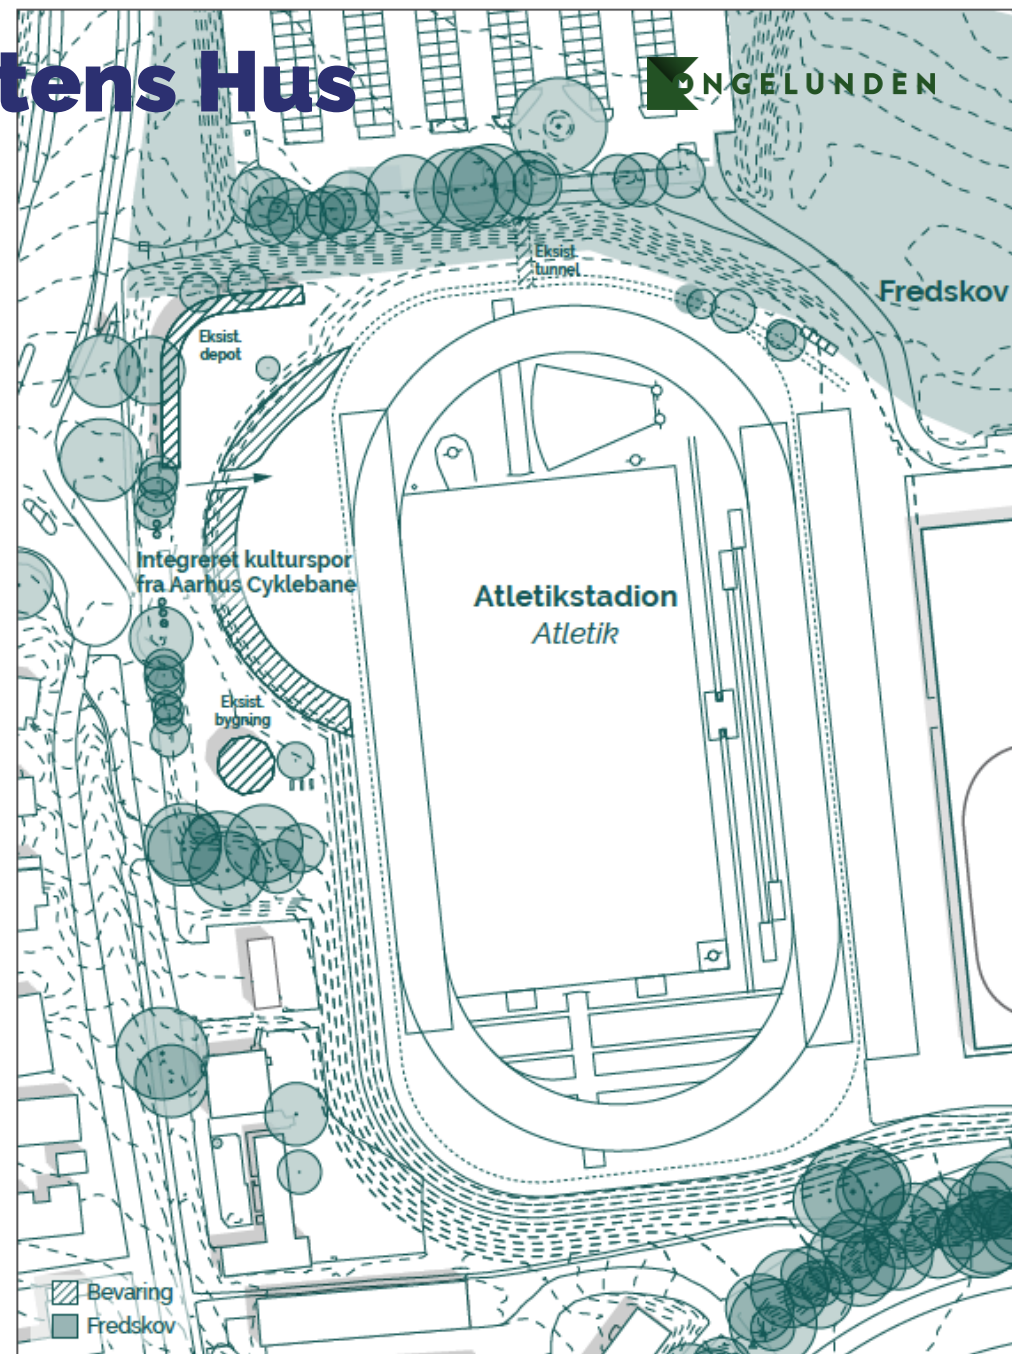 tens Hus
KONGELUNDEN
Eksist.
tunnel
Fredskov
Eksist.
depot
Integreret kulturspor
fra Aarhus Cyklebane
Atletikstadion
Atletik
Eksist.
bygning
Bevaring
Fredskov